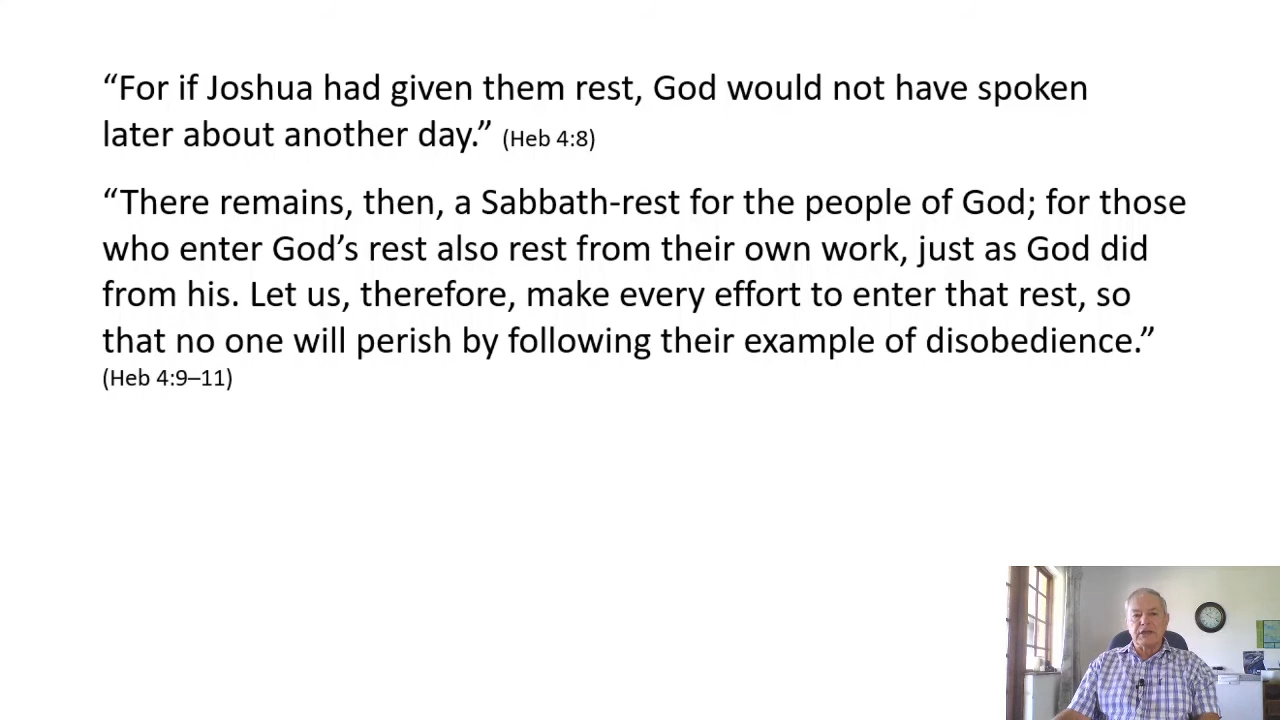 “For if Joshua had given them rest, God would not have spoken
later about another day.” (Heb 4:8)
“There remains, then, a Sabbath-rest for the people of God; for those
who enter God’s rest also rest from their own work, just as God did
from his. Let us, therefore, make every effort to enter that rest, so
that no one will perish by following their example of disobedience.”
(Heb 4:9–11)